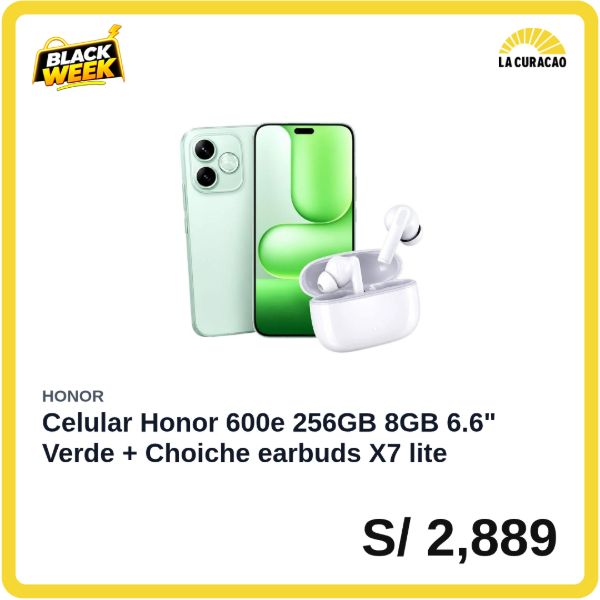 BLACK
WEEK
LA CURACAO
HONOR
Celular Honor 600e 256GB 8GB 6.6"
Verde + Choiche earbuds X7 lite
S/ 2,889